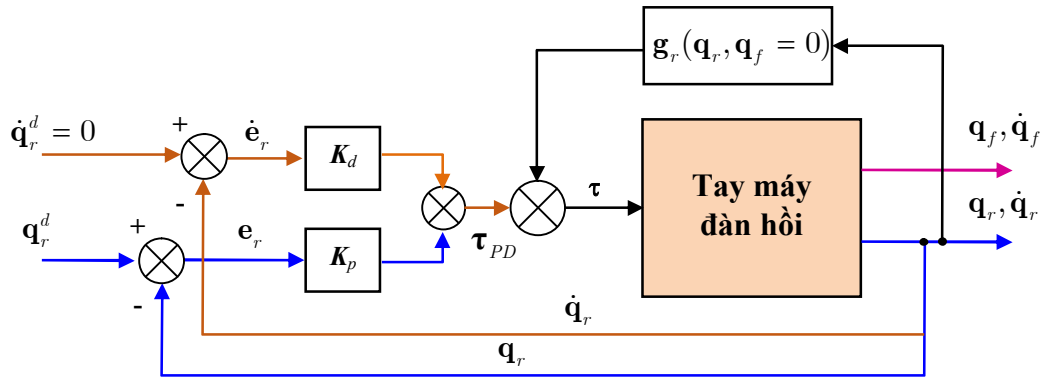 𝐠_r(𝐪_r, 𝐪_f = 0)
𝐪̇_r^d = 0
+
-
𝐞̇_r
K_d
τ
Tay máy
đàn hồi
𝐪_f, 𝐪̇_f
𝐪_r, 𝐪̇_r
𝐪_r^d
+
-
𝐞_r
K_p
τ_PD
𝐪̇_r
𝐪_r